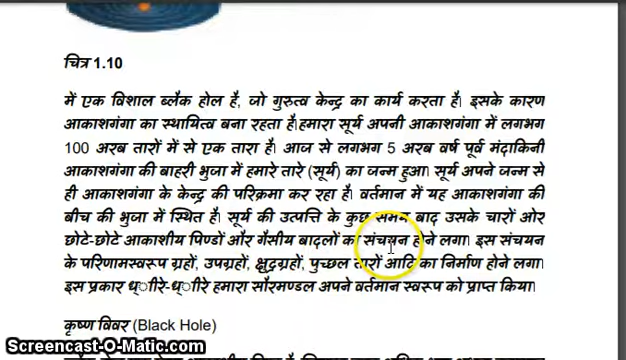 चित्र 1.10
में एक विशाल ब्लैक होल है, जो गुरुत्व केन्द्र का कार्य करता है। इसके कारण
आकाशगंगा का स्थायित्व बना रहता है।हमारा सूर्य अपनी आकाशगंगा में लगभग
100 अरब तारों में से एक तारा है। आज से लगभग 5 अरब वर्ष पूर्व मंदाकिनी
आकाशगंगा की बाहरी भुजा में हमारे तारे (सूर्य) का जन्म हुआ। सूर्य अपने जन्म से
ही आकाशगंगा के केन्द्र की परिक्रमा कर रहा है। वर्तमान में यह आकाशगंगा की
बीच की भुजा में स्थित है। सूर्य की उत्पत्ति के कुछ समय बाद उसके चारों ओर
छोटे-छोटे आकाशीय पिण्डों और गैसीय बादलों का संचयन होने लगा। इस संचयन
के परिणामस्वरूप ग्रहों, उपग्रहों, क्षुद्रग्रहों, पुच्छल तारों आदि का निर्माण होने लगा।
इस प्रकार ध्ाीरे-ध्ाीरे हमारा सौरमण्डल अपने वर्तमान स्वरूप को प्राप्त किया।
कृष्ण विवर (Black Hole)
Screencast-O-Matic.com